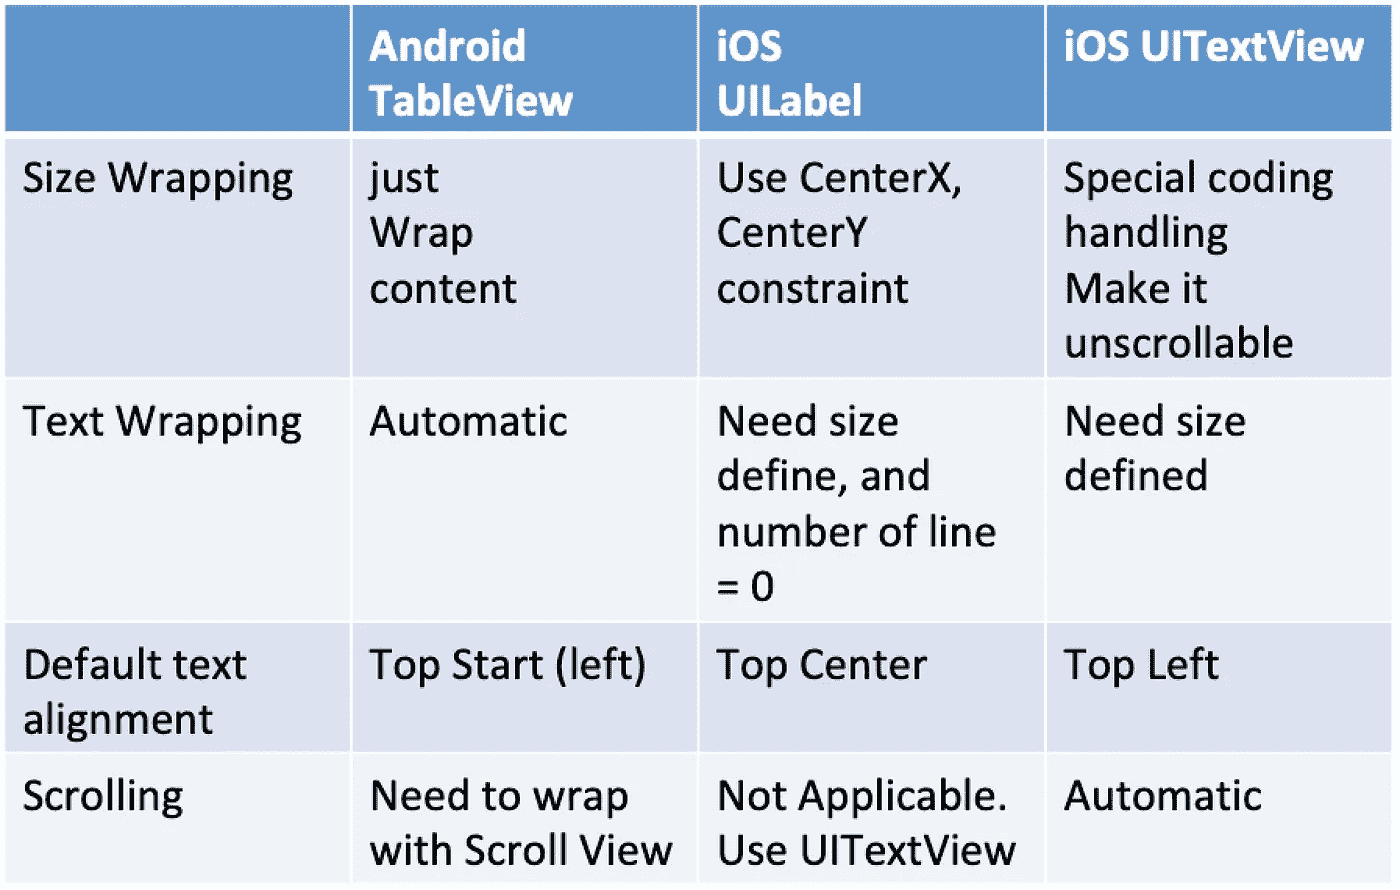 Android
TableView
iOS
UILabel
iOS UITextView
Size Wrapping
just
Wrap
content
Use CenterX,
CenterY
constraint
Special coding
handling
Make it
unscrollable
Text Wrapping
Automatic
Need size
define, and
number of line
= 0
Need size
defined
Default text
alignment
Top Start (left)
Top Center
Top Left
Scrolling
Need to wrap
with Scroll View
Not Applicable.
Use UITextView
Automatic